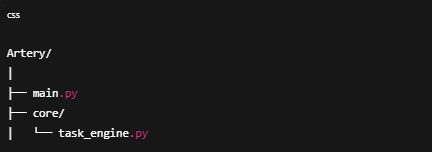 css
Artery/
│
├── main.py
├── core/
│   └── task_engine.py